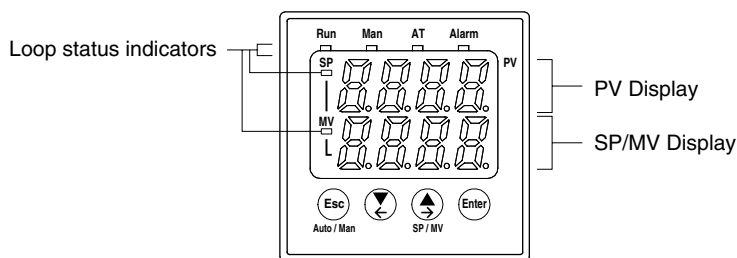 Run Man AT Alarm
Loop status indicators
SP PV
PV Display
MV
SP/MV Display
Esc Enter
Auto / Man SP / MV